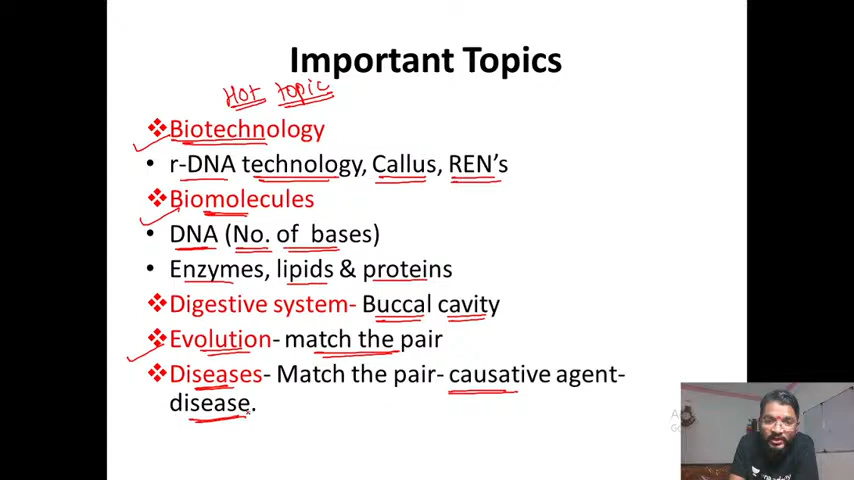 Important Topics
Hot topic
❖Biotechnology
• r-DNA technology, Callus, REN's
❖Biomolecules
• DNA (No. of bases)
• Enzymes, lipids & proteins
❖Digestive system- Buccal cavity
❖Evolution- match the pair
❖Diseases- Match the pair- causative agent-
disease.